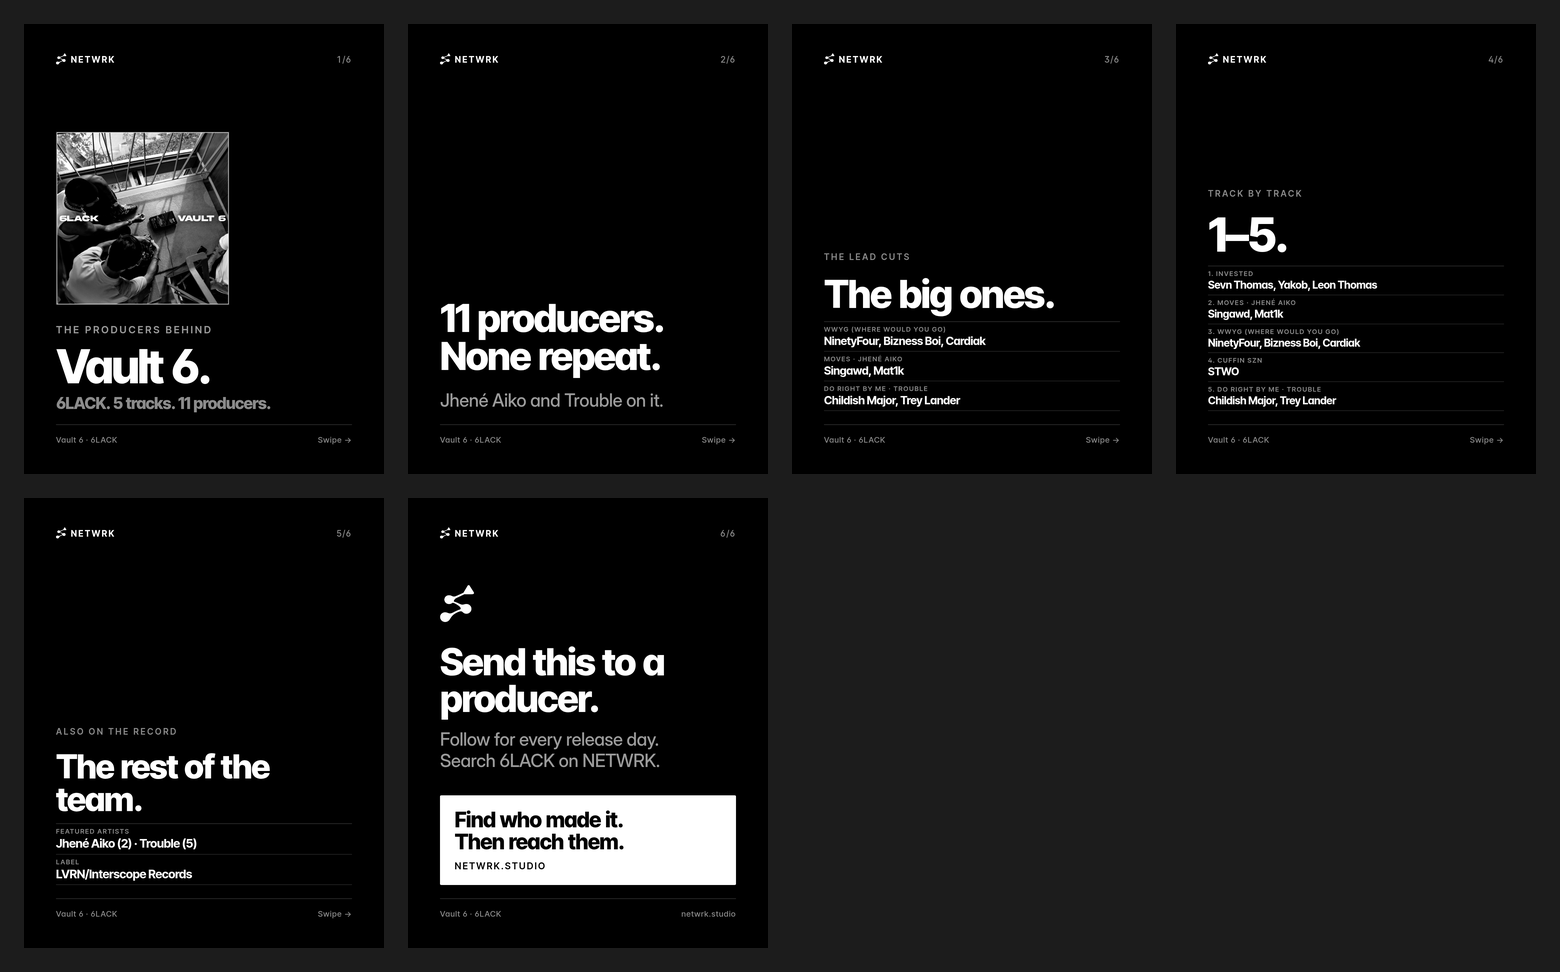 NETWRK
1/6
6LACK
VAULT 6
THE PRODUCERS BEHIND
Vault 6.
6LACK. 5 tracks. 11 producers.
Vault 6 · 6LACK
Swipe →
NETWRK
2/6
11 producers.
None repeat.
Jhené Aiko and Trouble on it.
Vault 6 · 6LACK
Swipe →
NETWRK
3/6
THE LEAD CUTS
The big ones.
WWYG (WHERE WOULD YOU GO)
NinetyFour, Bizness Boi, Cardiak
MOVES · JHENÉ AIKO
Singawd, Mat1k
DO RIGHT BY ME · TROUBLE
Childish Major, Trey Lander
Vault 6 · 6LACK
Swipe →
NETWRK
4/6
TRACK BY TRACK
1–5.
1. INVESTED
Sevn Thomas, Yakob, Leon Thomas
2. MOVES · JHENÉ AIKO
Singawd, Mat1k
3. WWYG (WHERE WOULD YOU GO)
NinetyFour, Bizness Boi, Cardiak
4. CUFFIN SZN
STWO
5. DO RIGHT BY ME · TROUBLE
Childish Major, Trey Lander
Vault 6 · 6LACK
Swipe →
NETWRK
5/6
ALSO ON THE RECORD
The rest of the
team.
FEATURED ARTISTS
Jhené Aiko (2) · Trouble (5)
LABEL
LVRN/Interscope Records
Vault 6 · 6LACK
Swipe →
NETWRK
6/6
Send this to a
producer.
Follow for every release day.
Search 6LACK on NETWRK.
Find who made it.
Then reach them.
NETWRK.STUDIO
Vault 6 · 6LACK
netwrk.studio